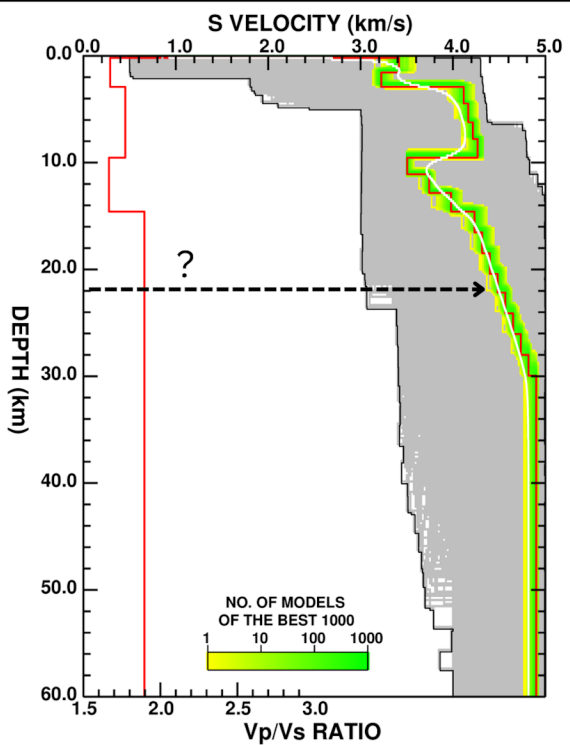 S VELOCITY (km/s)
0.0 1.0 2.0 3.0 4.0 5.0
0.0
10.0
?
20.0
DEPTH (km)
30.0
40.0
50.0
NO. OF MODELS
OF THE BEST 1000
1 10 100 1000
60.0
1.5 2.0 2.5 3.0
Vp/Vs RATIO